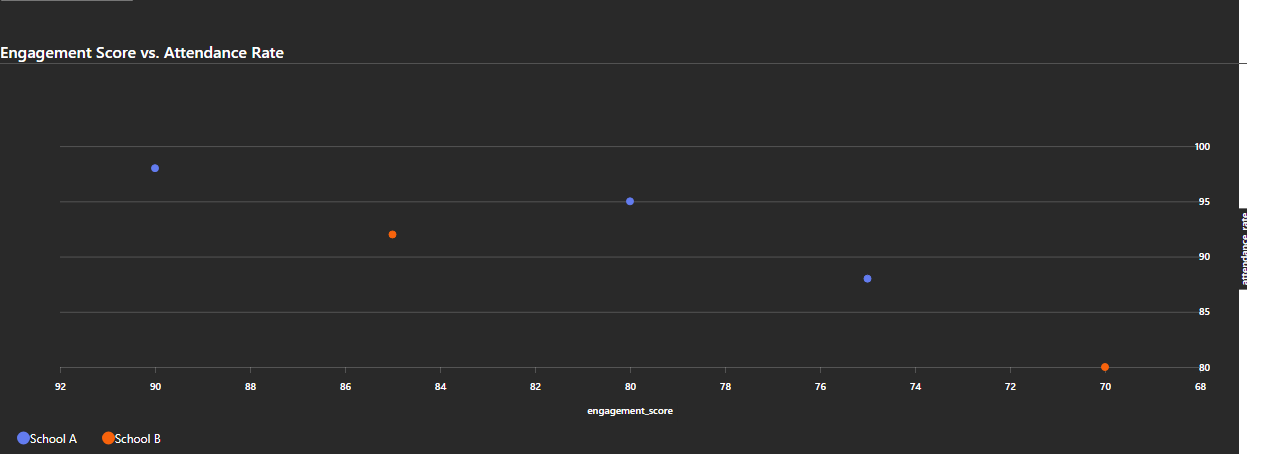 Engagement Score vs. Attendance Rate
100
95
90
85
80
attendance_rate
92 90 88 86 84 82 80 78 76 74 72 70 68
engagement_score
School A School B